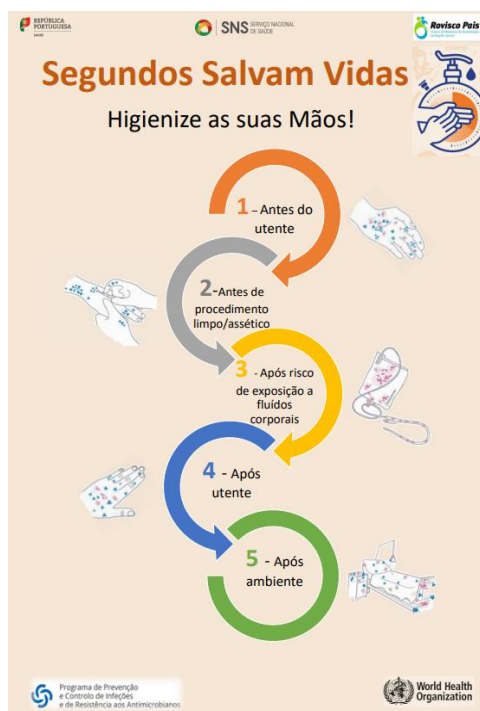 REPÚBLICA
PORTUGUESA
SAÚDE
SNS SERVIÇO NACIONAL
DE SAÚDE
Rovisco Pais
Segundos Salvam Vidas
Higienize as suas Mãos!
1 – Antes do
utente
2-Antes de
procedimento
limpo/assético
3 - Após risco
de exposição a
fluídos
corporais
4 - Após
utente
5 - Após
ambiente
Programa de Prevenção
e Controlo de Infeções
e de Resistência aos Antimicrobianos
World Health
Organization